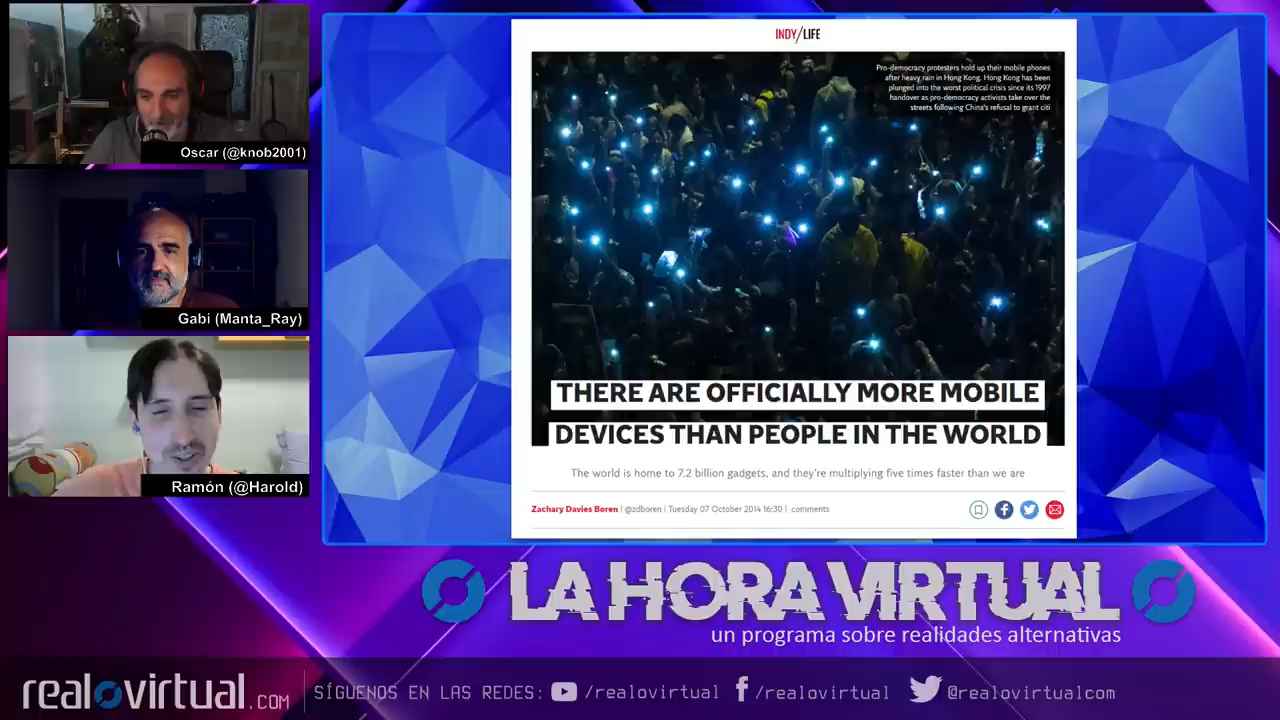 Oscar (@knob2001)
Gabi (Manta_Ray)
Ramón (@Harold)
INDY/LIFE
Pro-democracy protesters hold up their mobile phones
after heavy rain in Hong Kong. Hong Kong has been
plunged into the worst political crisis since its 1997
handover as pro-democracy activists take over the
streets following China's refusal to grant citi
THERE ARE OFFICIALLY MORE MOBILE
DEVICES THAN PEOPLE IN THE WORLD
The world is home to 7.2 billion gadgets, and they're multiplying five times faster than we are
Zachary Davies Boren | @zdboren | Tuesday 07 October 2014 16:30 | comments
LA HORA VIRTUAL
un programa sobre realidades alternativas
realovirtual.COM
SÍGUENOS EN LAS REDES: /realovirtual /realovirtual @realovirtualcom